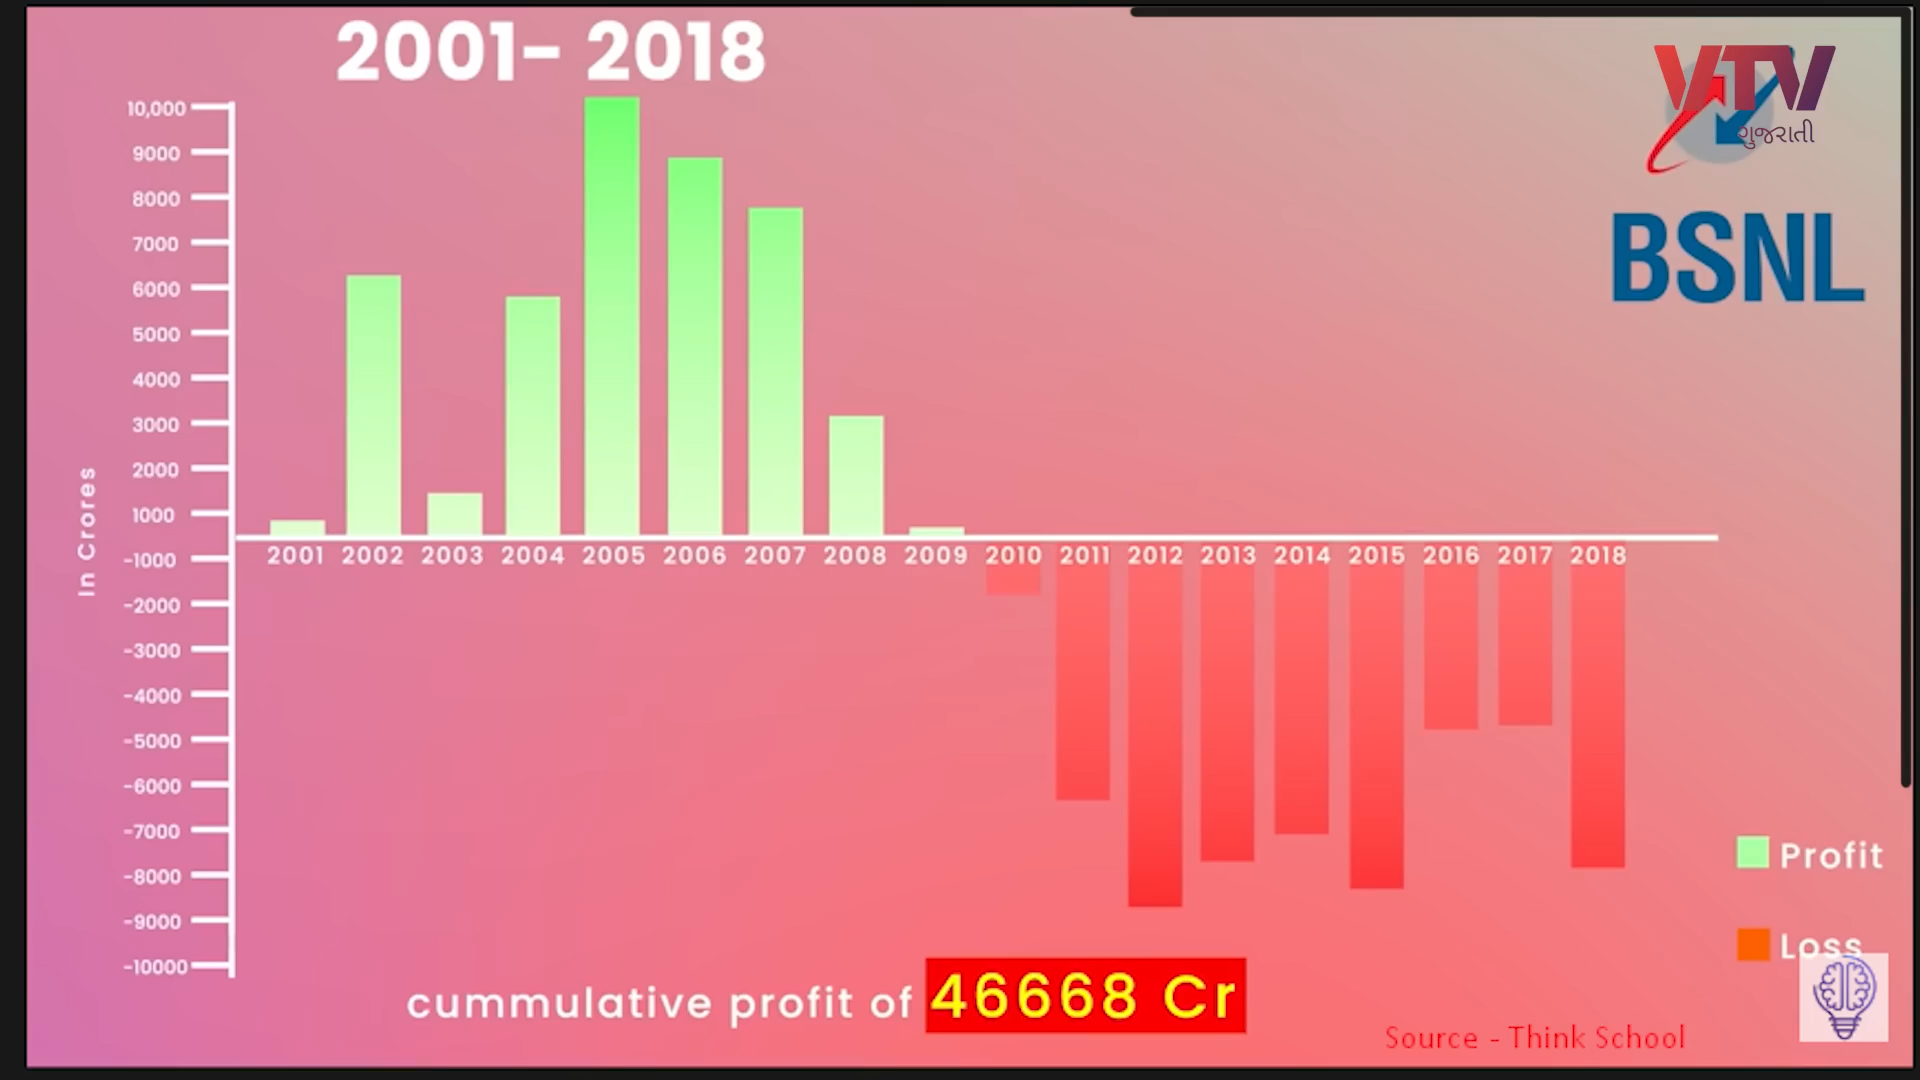 2001- 2018
VTV
ગુજરાતી
BSNL
10,000
9000
8000
7000
6000
5000
4000
3000
2000
1000
-1000
-2000
-3000
-4000
-5000
-6000
-7000
-8000
-9000
-10000
In Crores
2001 2002 2003 2004 2005 2006 2007 2008 2009 2010 2011 2012 2013 2014 2015 2016 2017 2018
Profit
Loss
cummulative profit of 46668 Cr
Source - Think School